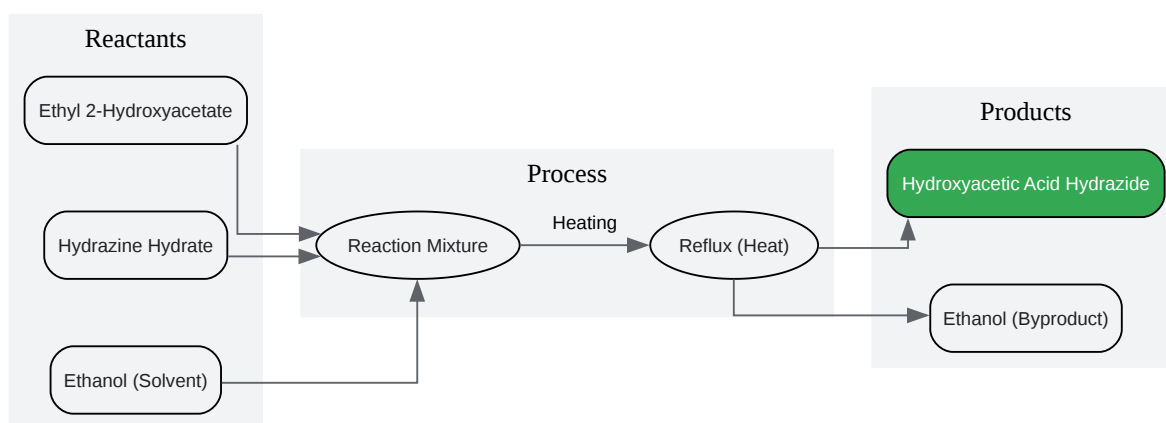 Reactants
Ethyl 2-Hydroxyacetate
Hydrazine Hydrate
Ethanol (Solvent)
Process
Reaction Mixture
Heating
Reflux (Heat)
Products
Hydroxyacetic Acid Hydrazide
Ethanol (Byproduct)